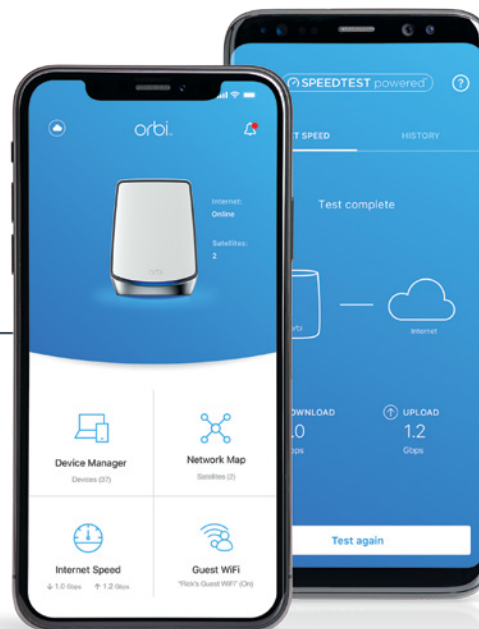 orbi
Internet:
Online
Satellites:
2
orbi
Device Manager
Devices (37)
Network Map
Satellites (2)
Internet Speed
↓ 1.0 Gbps ↑ 1.2 Gbps
Guest WiFi
"Rick's Guest WiFi" (On)
SPEEDTEST powered
?
SPEED
HISTORY
Test complete
Internet
UPLOAD
1.2
Gbps
Test again